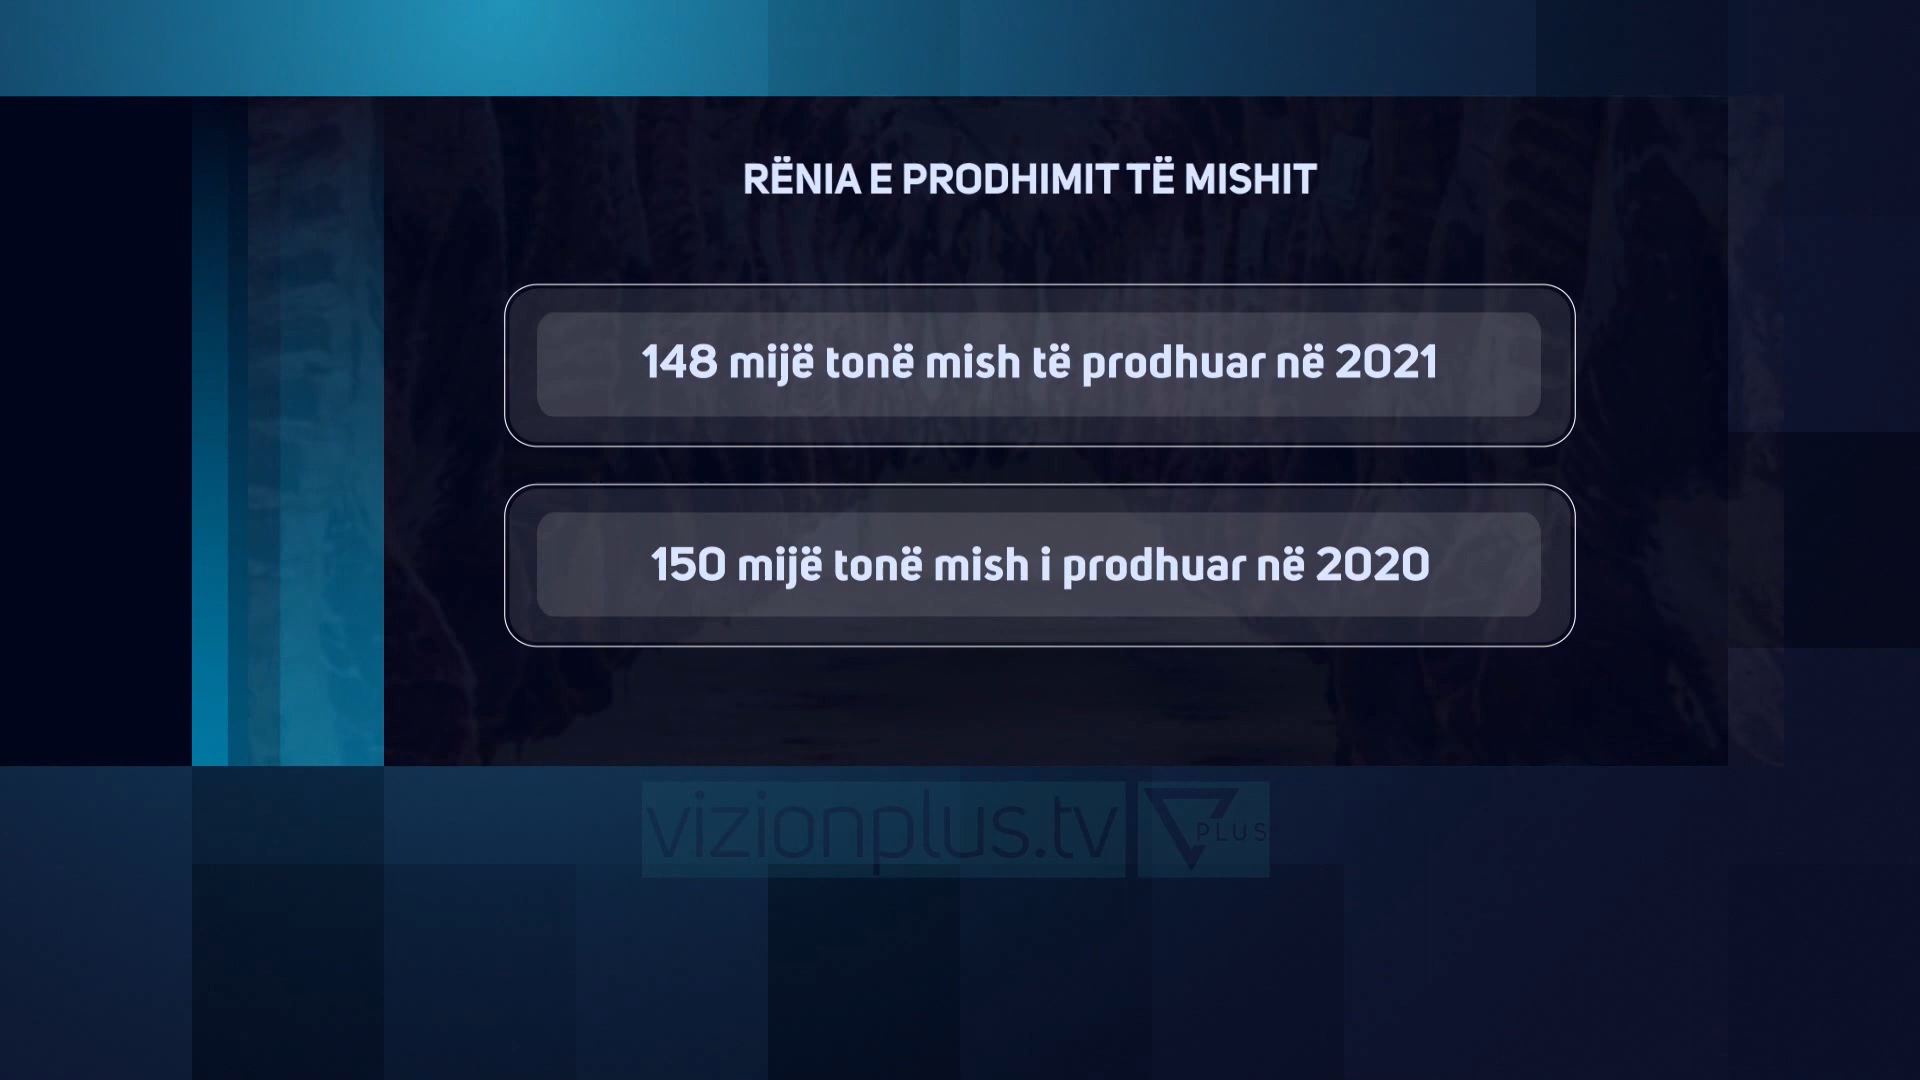 RËNIA E PRODHIMIT TË MISHIT
148 mijë tonë mish të prodhuar në 2021
150 mijë tonë mish i prodhuar në 2020
vizionplus.tv
PLUS